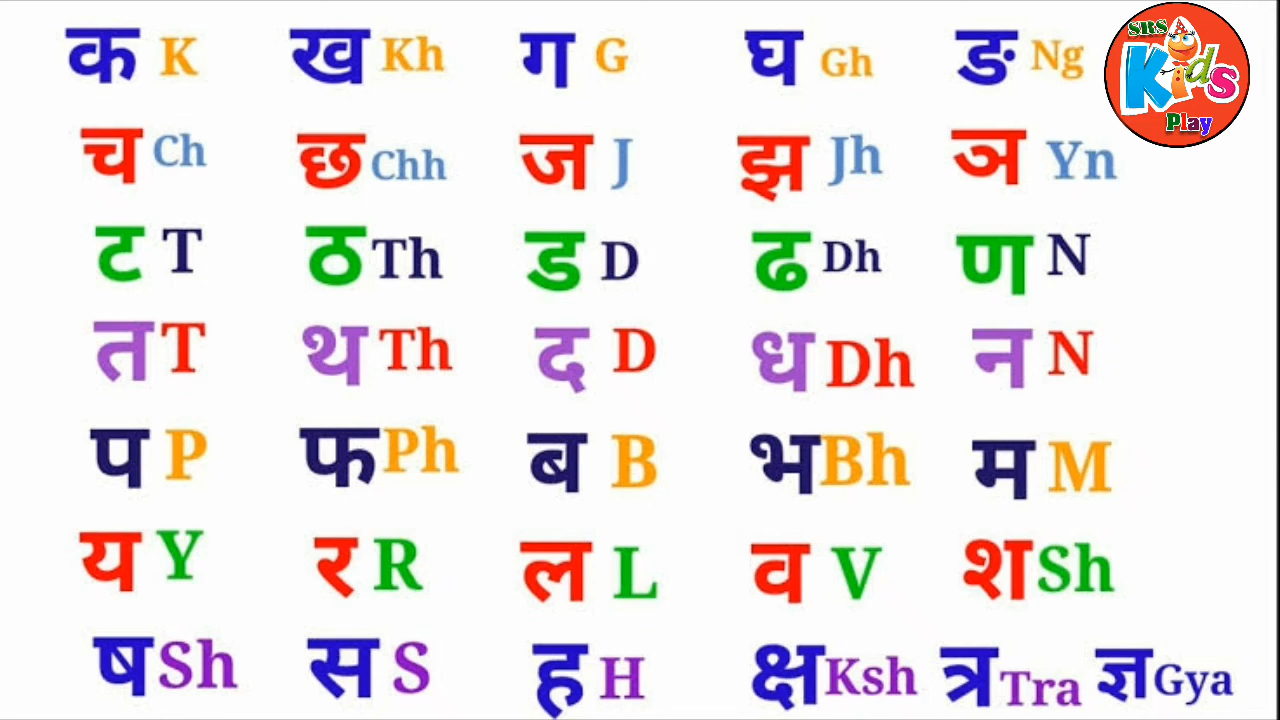 क K ख Kh ग G घ Gh ङ Ng
SRS
Kids
Play
च Ch छ Chh ज J झ Jh ञ Yn
ट T ठ Th ड D ढ Dh ण N
त T थ Th द D ध Dh न N
प P फ Ph ब B भ Bh म M
य Y र R ल L व V श Sh
ष Sh स S ह H क्ष Ksh त्र Tra ज्ञ Gya